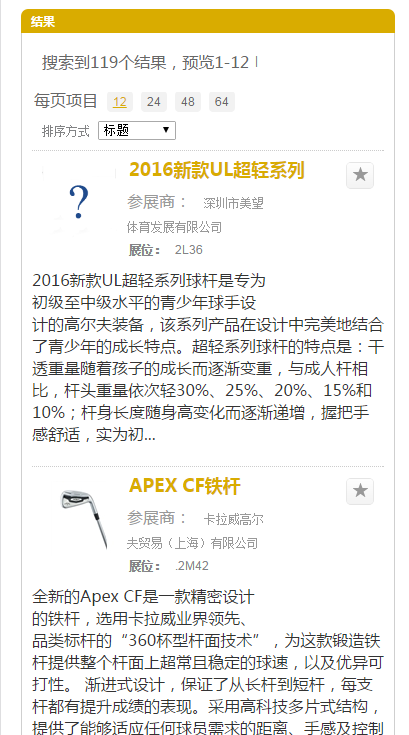 结果
搜索到119个结果，预览1-12 |
每页项目 12 24 48 64
排序方式 标题
2016新款UL超轻系列
?
★
参展商： 深圳市美望
体育发展有限公司
展位： 2L36
2016新款UL超轻系列球杆是专为
初级至中级水平的青少年球手设
计的高尔夫装备，该系列产品在设计中完美地结合
了青少年的成长特点。超轻系列球杆的特点是：干
透重量随着孩子的成长而逐渐变重，与成人杆相
比，杆头重量依次轻30%、25%、20%、15%和
10%；杆身长度随身高变化而逐渐递增，握把手
感舒适，实为初...
APEX CF铁杆
★
参展商： 卡拉威高尔
夫贸易（上海）有限公司
展位： .2M42
全新的Apex CF是一款精密设计
的铁杆，选用卡拉威业界领先、
品类标杆的“360杯型杆面技术”，为这款锻造铁
杆提供整个杆面上超常且稳定的球速，以及优异可
打性。 渐进式设计，保证了从长杆到短杆，每支
杆都有提升成绩的表现。采用高科技多片式结构，
提供了能够适应任何球员需求的距离、手感及控制